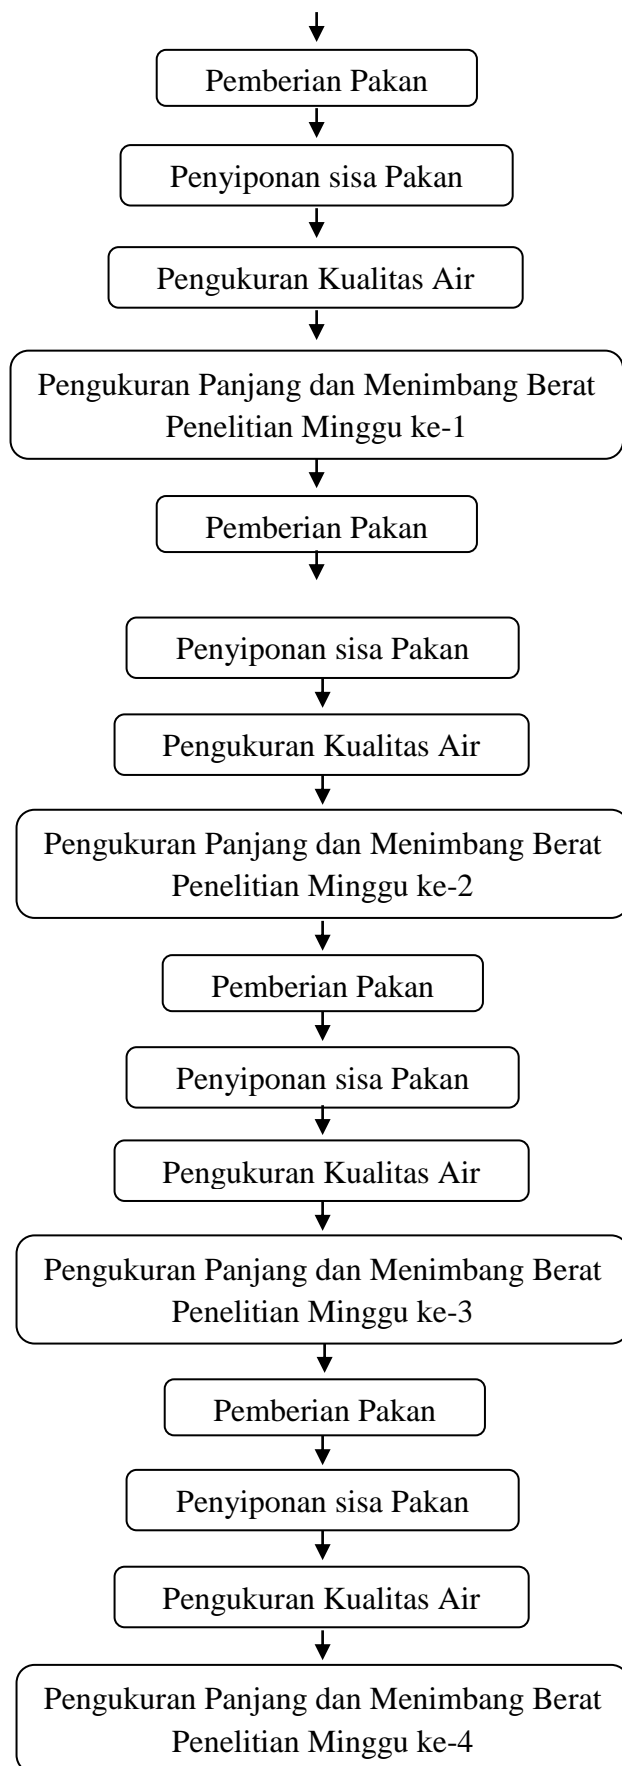 Pemberian Pakan
Penyiponan sisa Pakan
Pengukuran Kualitas Air
Pengukuran Panjang dan Menimbang Berat
Penelitian Minggu ke-1
Pemberian Pakan
Penyiponan sisa Pakan
Pengukuran Kualitas Air
Pengukuran Panjang dan Menimbang Berat
Penelitian Minggu ke-2
Pemberian Pakan
Penyiponan sisa Pakan
Pengukuran Kualitas Air
Pengukuran Panjang dan Menimbang Berat
Penelitian Minggu ke-3
Pemberian Pakan
Penyiponan sisa Pakan
Pengukuran Kualitas Air
Pengukuran Panjang dan Menimbang Berat
Penelitian Minggu ke-4